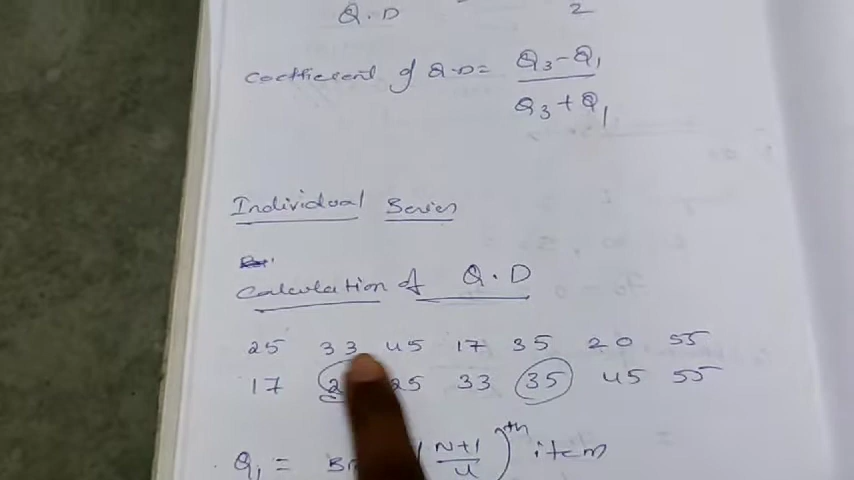 Q.D 2
Coefficient of Q.D = Q3-Q1
Q3+Q1
Individual Series
Calculation of Q.D
25 33 45 17 35 20 55
17 25 33 35 45 55
Q1 = (N+1)th item
4